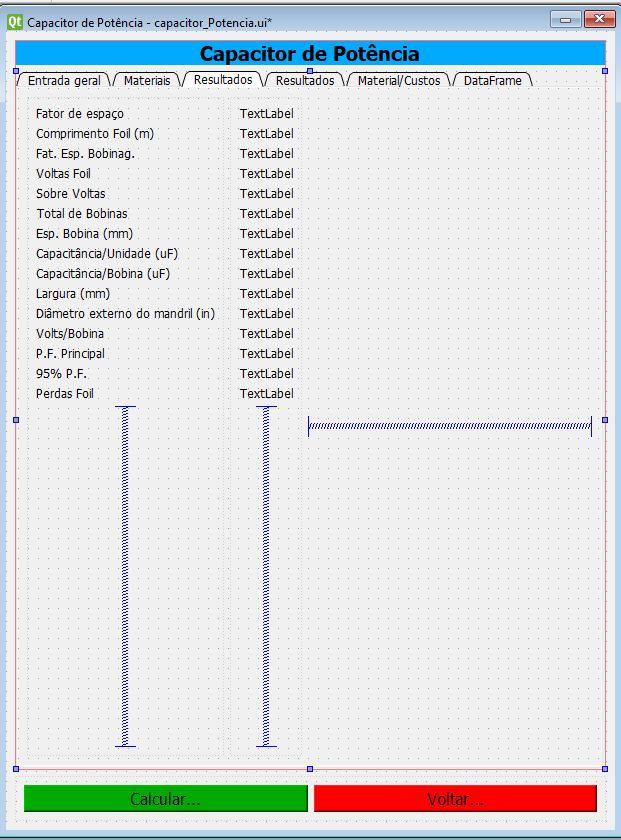 Qt Capacitor de Potência - capacitor_Potencia.ui*
Capacitor de Potência
Entrada geral Materiais Resultados Resultados Material/Custos DataFrame
Fator de espaço TextLabel
Comprimento Foil (m) TextLabel
Fat. Esp. Bobinag. TextLabel
Voltas Foil TextLabel
Sobre Voltas TextLabel
Total de Bobinas TextLabel
Esp. Bobina (mm) TextLabel
Capacitância/Unidade (uF) TextLabel
Capacitância/Bobina (uF) TextLabel
Largura (mm) TextLabel
Diâmetro externo do mandril (in) TextLabel
Volts/Bobina TextLabel
P.F. Principal TextLabel
95% P.F. TextLabel
Perdas Foil TextLabel
Calcular... Voltar...